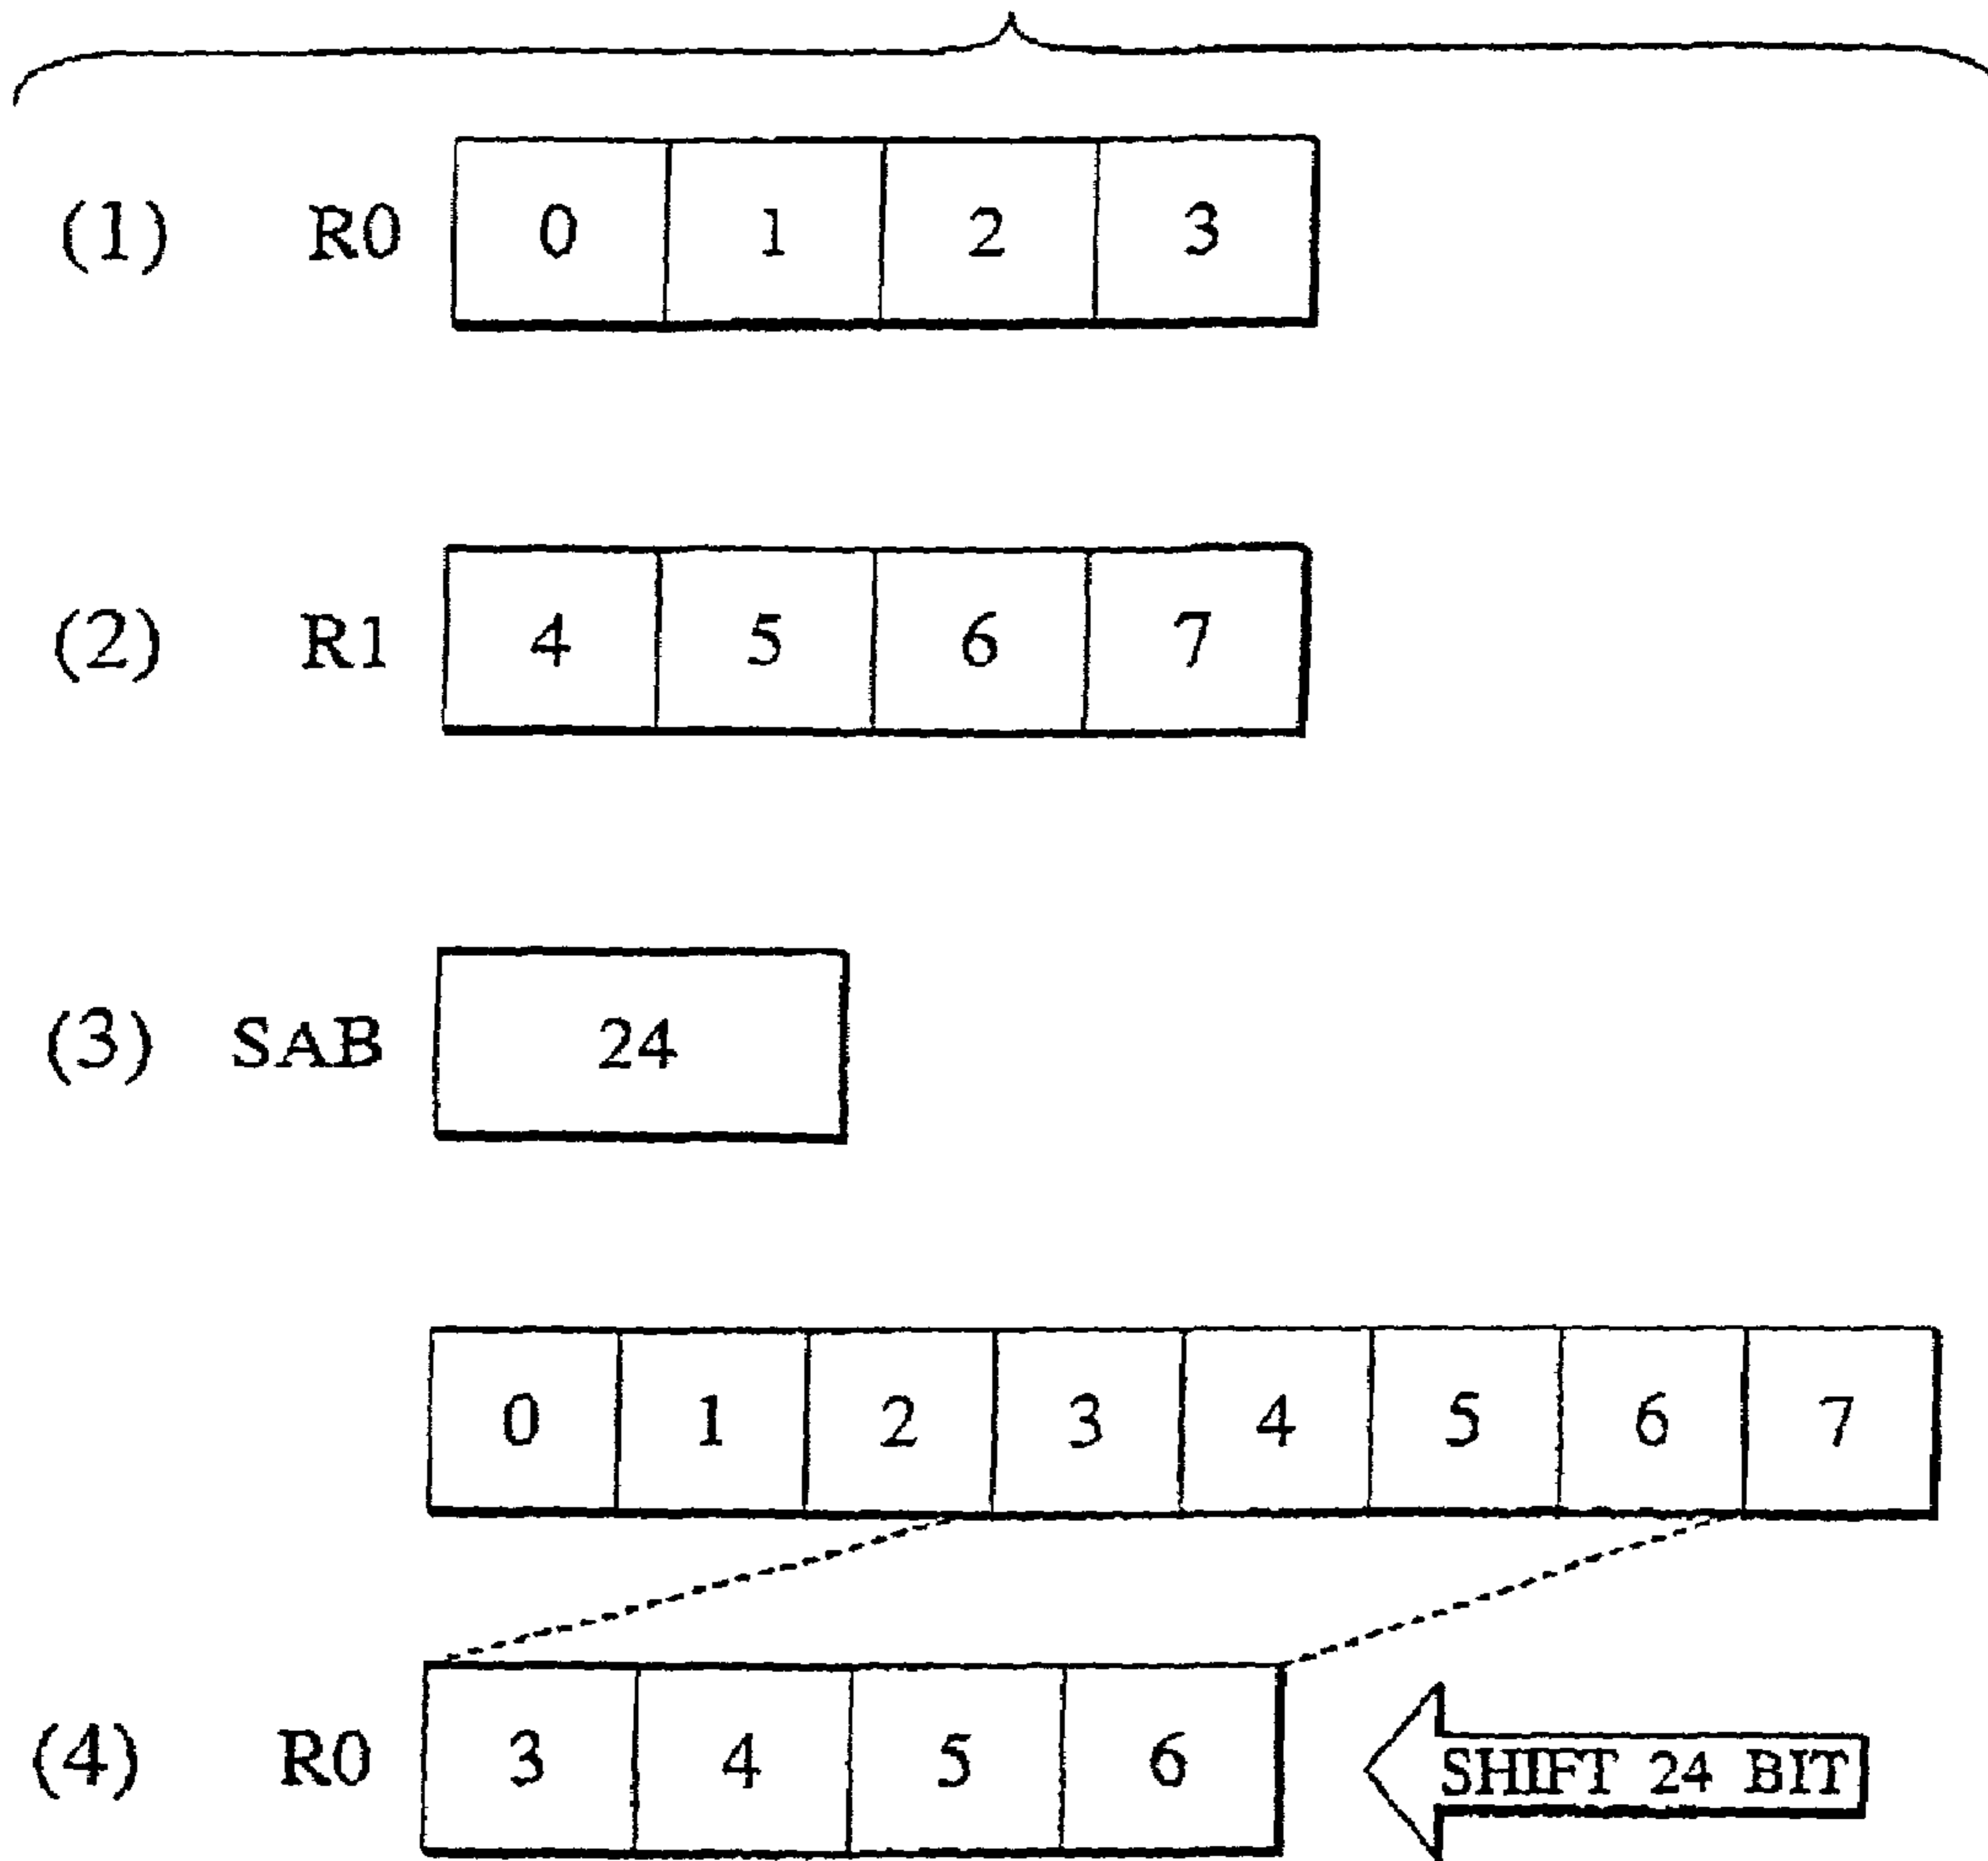 (1) R0 0 1 2 3
(2) R1 4 5 6 7
(3) SAB 24
0 1 2 3 4 5 6 7
(4) R0 3 4 5 6 SHIFT 24 BIT